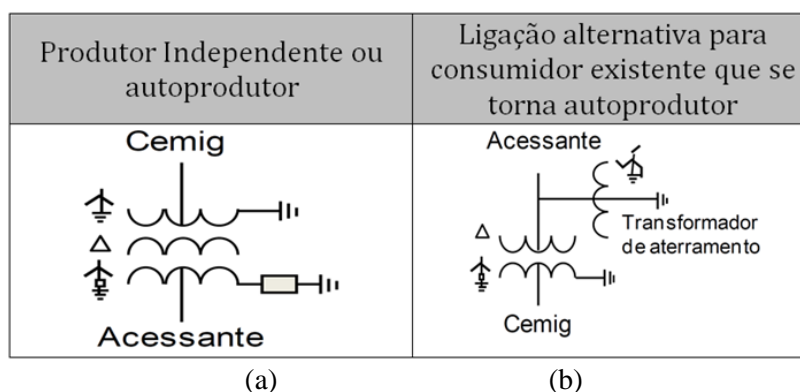 Produtor Independente ou
autoprodutor
Ligação alternativa para
consumidor existente que se
torna autoprodutor
Cemig
Acessante
Acessante
Transformador
de aterramento
Cemig
(a)
(b)